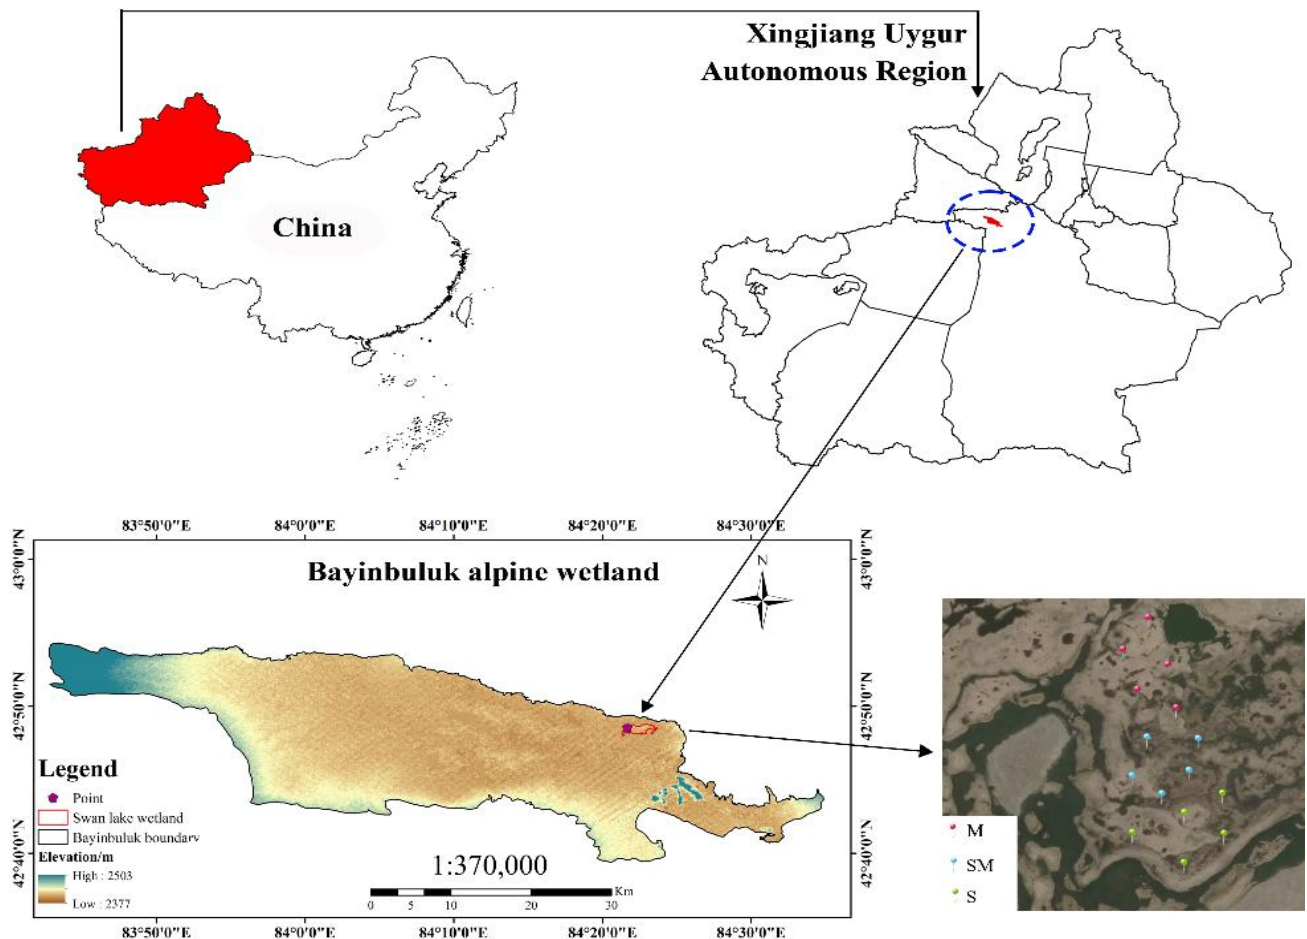 Xingjiang Uygur
Autonomous Region
China
83°50'0"E
84°0'0"E
84°10'0"E
84°20'0"E
84°30'0"E
43°0'0"N
42°50'0"N
42°40'0"N
43°0'0"N
42°50'0"N
42°40'0"N
Bayinbuluk alpine wetland
N
Legend
Point
Swan lake wetland
Bayinbuluk boundary
Elevation/m
High : 2503
Low : 2377
1:370,000
Km
0 5 10 20 30
83°50'0"E
84°0'0"E
84°10'0"E
84°20'0"E
84°30'0"E
M
SM
S